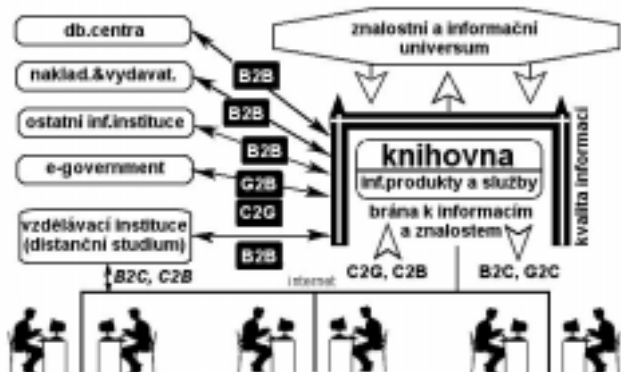 db.centra
naklad.&vydavat.
ostatní inf.instituce
e-government
vzdělávací instituce
(distanční studium)
B2C, C2B
B2B
B2B
B2B
G2B
C2G
B2B
znalostní a informační
universum
knihovna
inf.produkty a služby
brána k informacím
a znalostem
kvalita informací
C2G, C2B
B2C, G2C
internet